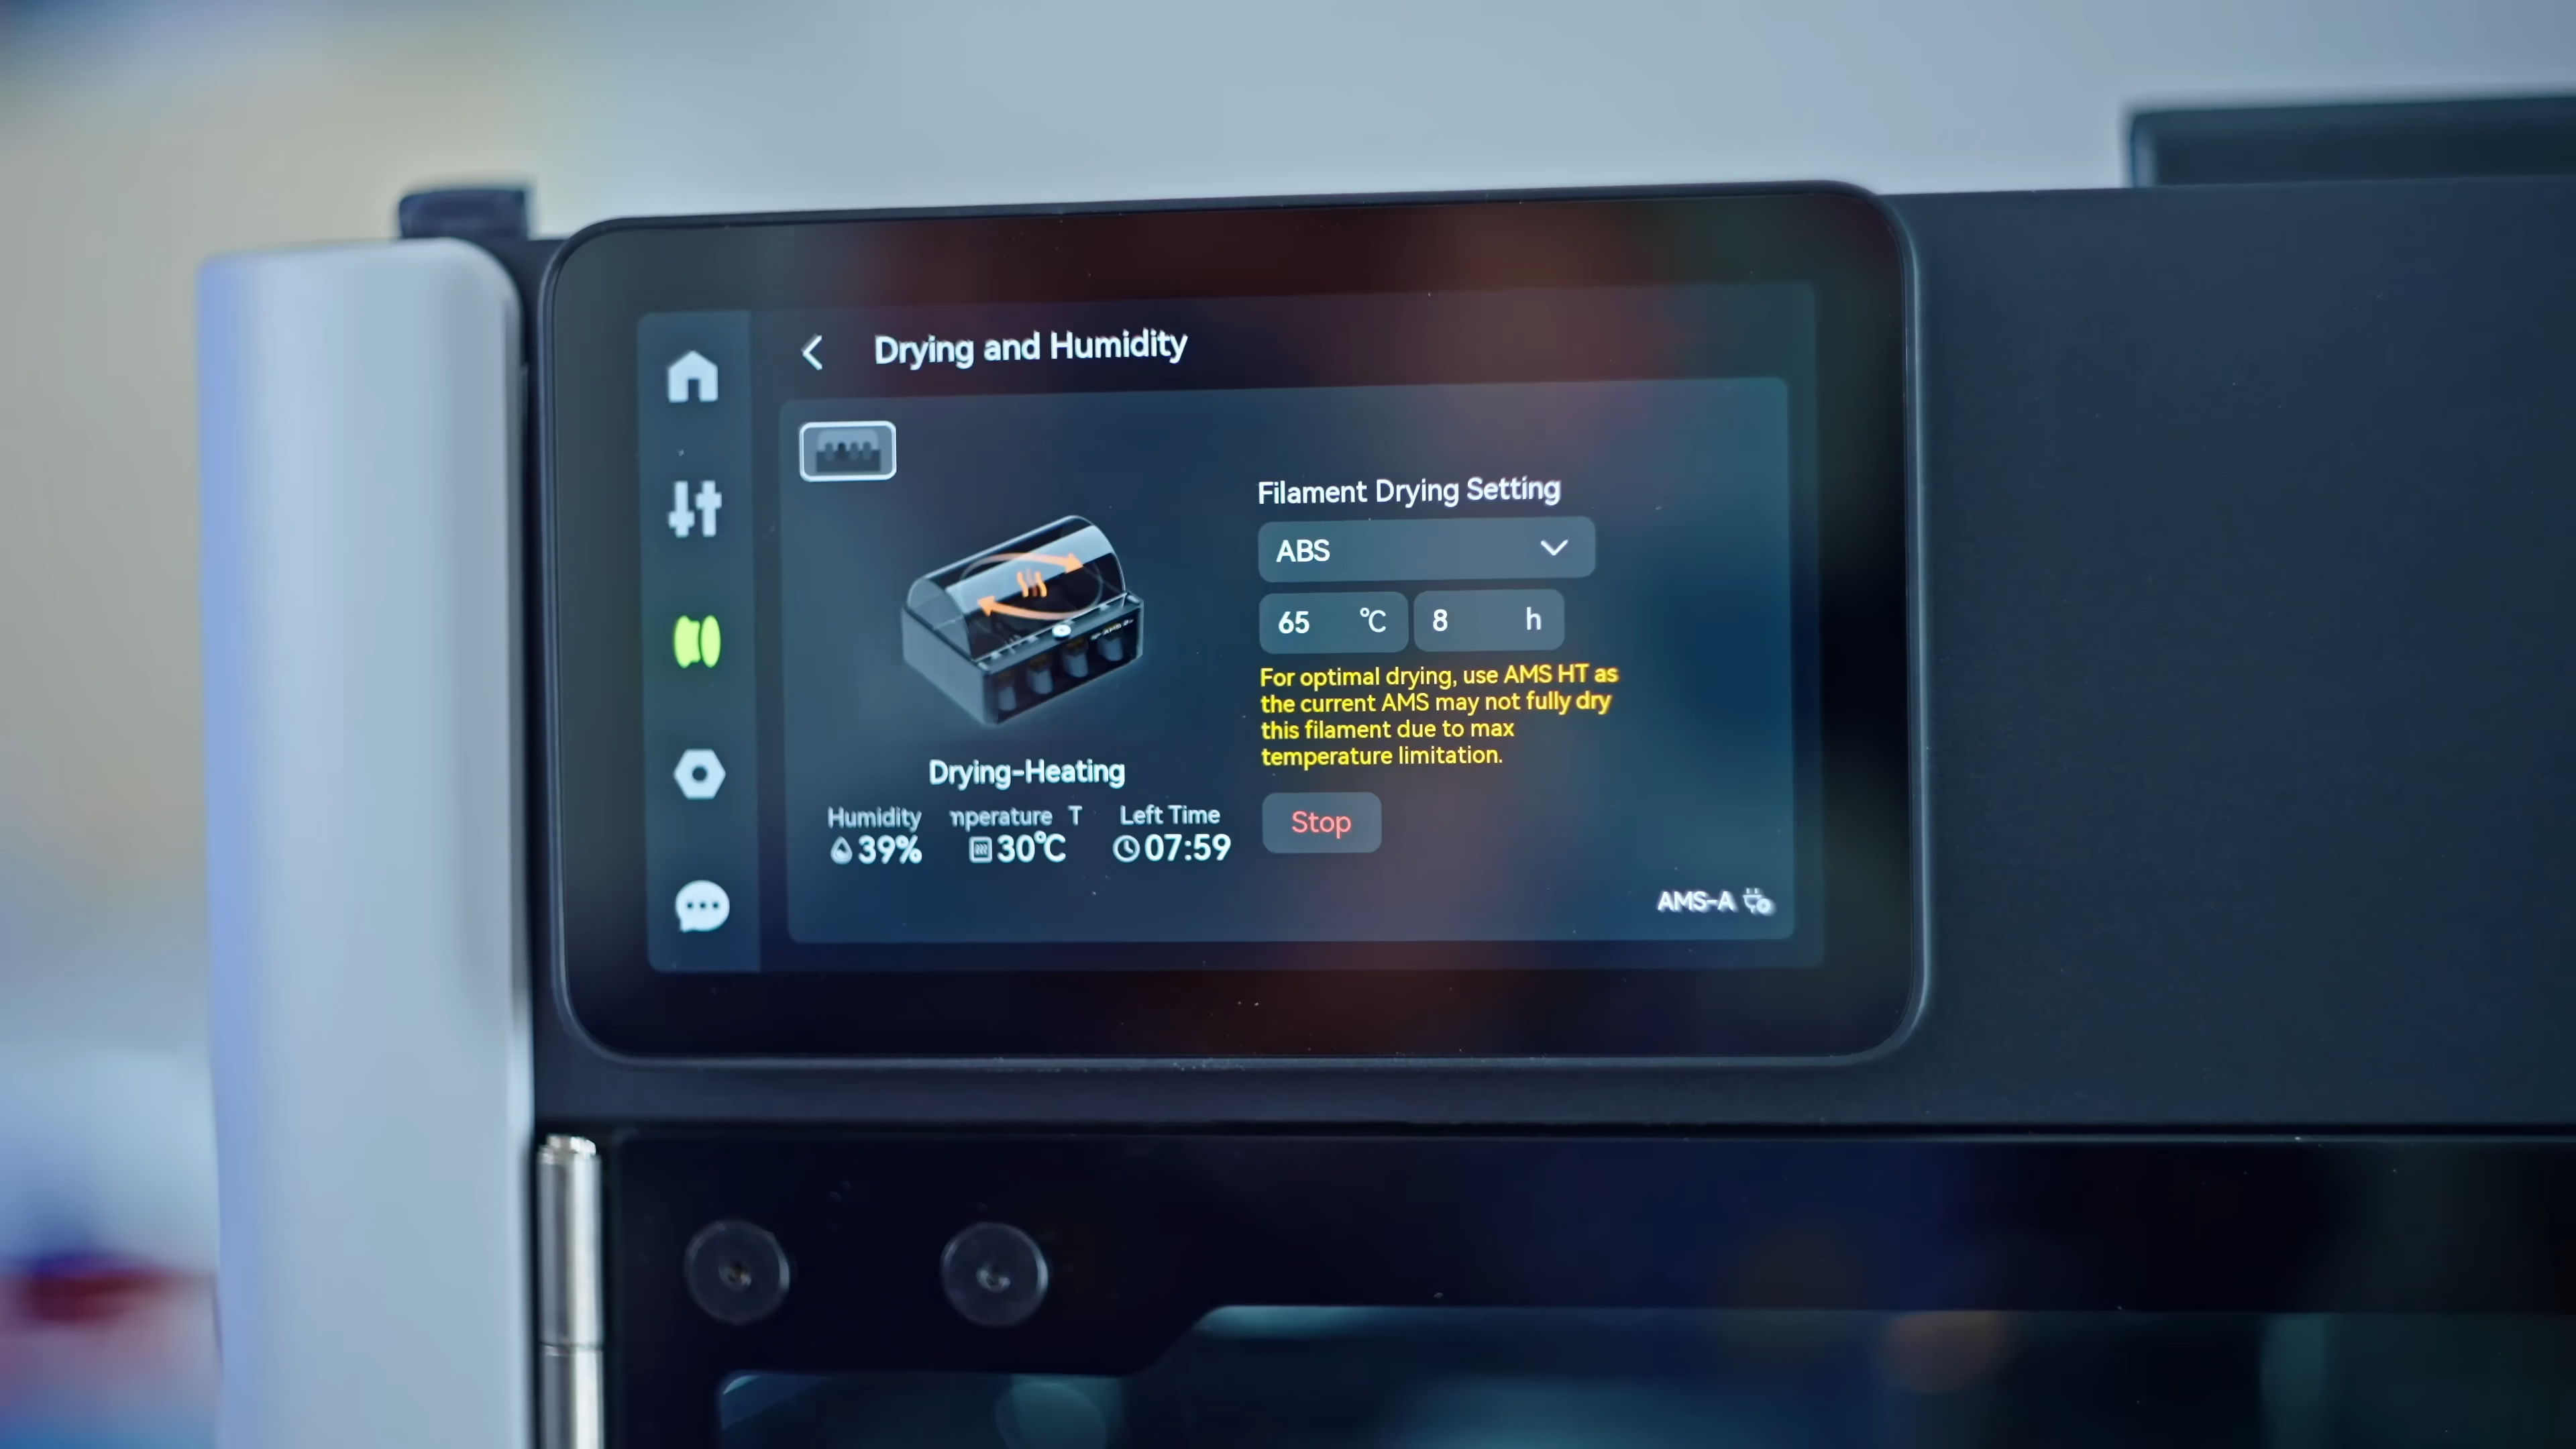 Drying and Humidity
Filament Drying Setting
ABS
65 °C 8 h
For optimal drying, use AMS HT as
the current AMS may not fully dry
this filament due to max
temperature limitation.
Stop
Drying-Heating
Humidity mperature T Left Time
39% 30°C 07:59
AMS-A